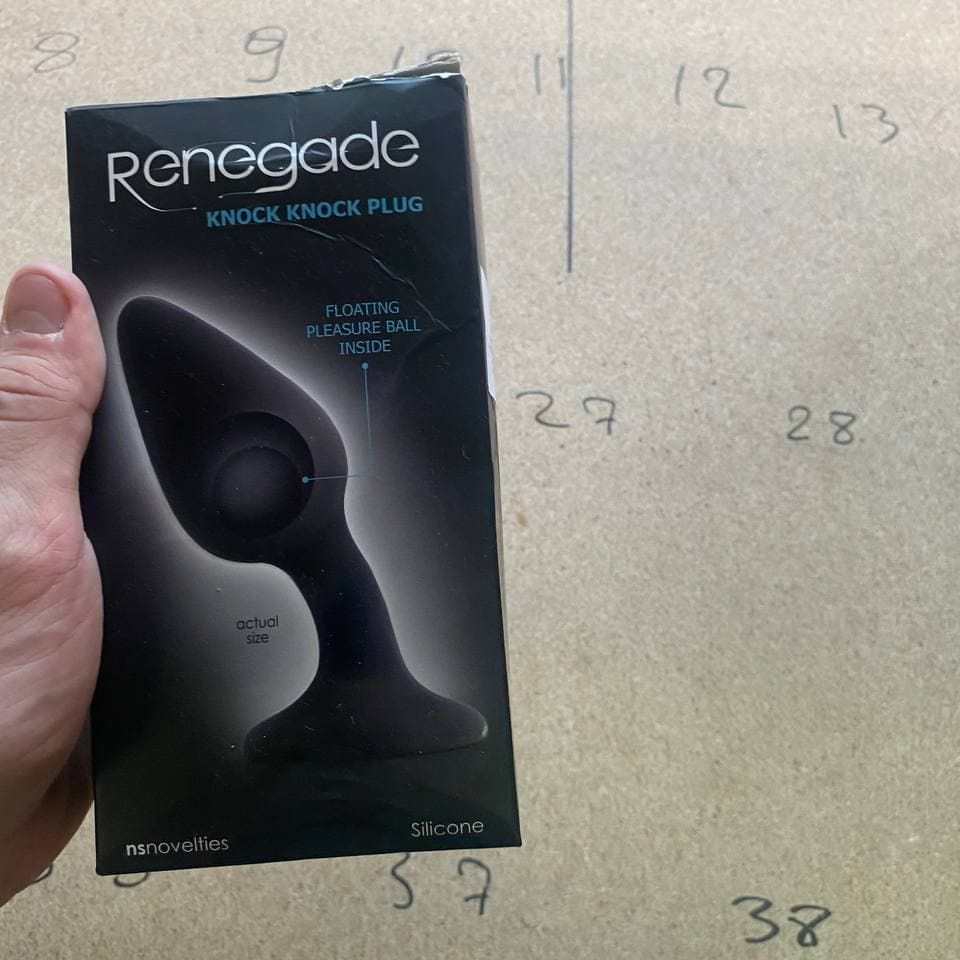 8 9 11 12 13
Renegade
KNOCK KNOCK PLUG
FLOATING
PLEASURE BALL
INSIDE
27 28
actual
size
nsnovelties
Silicone
37
38